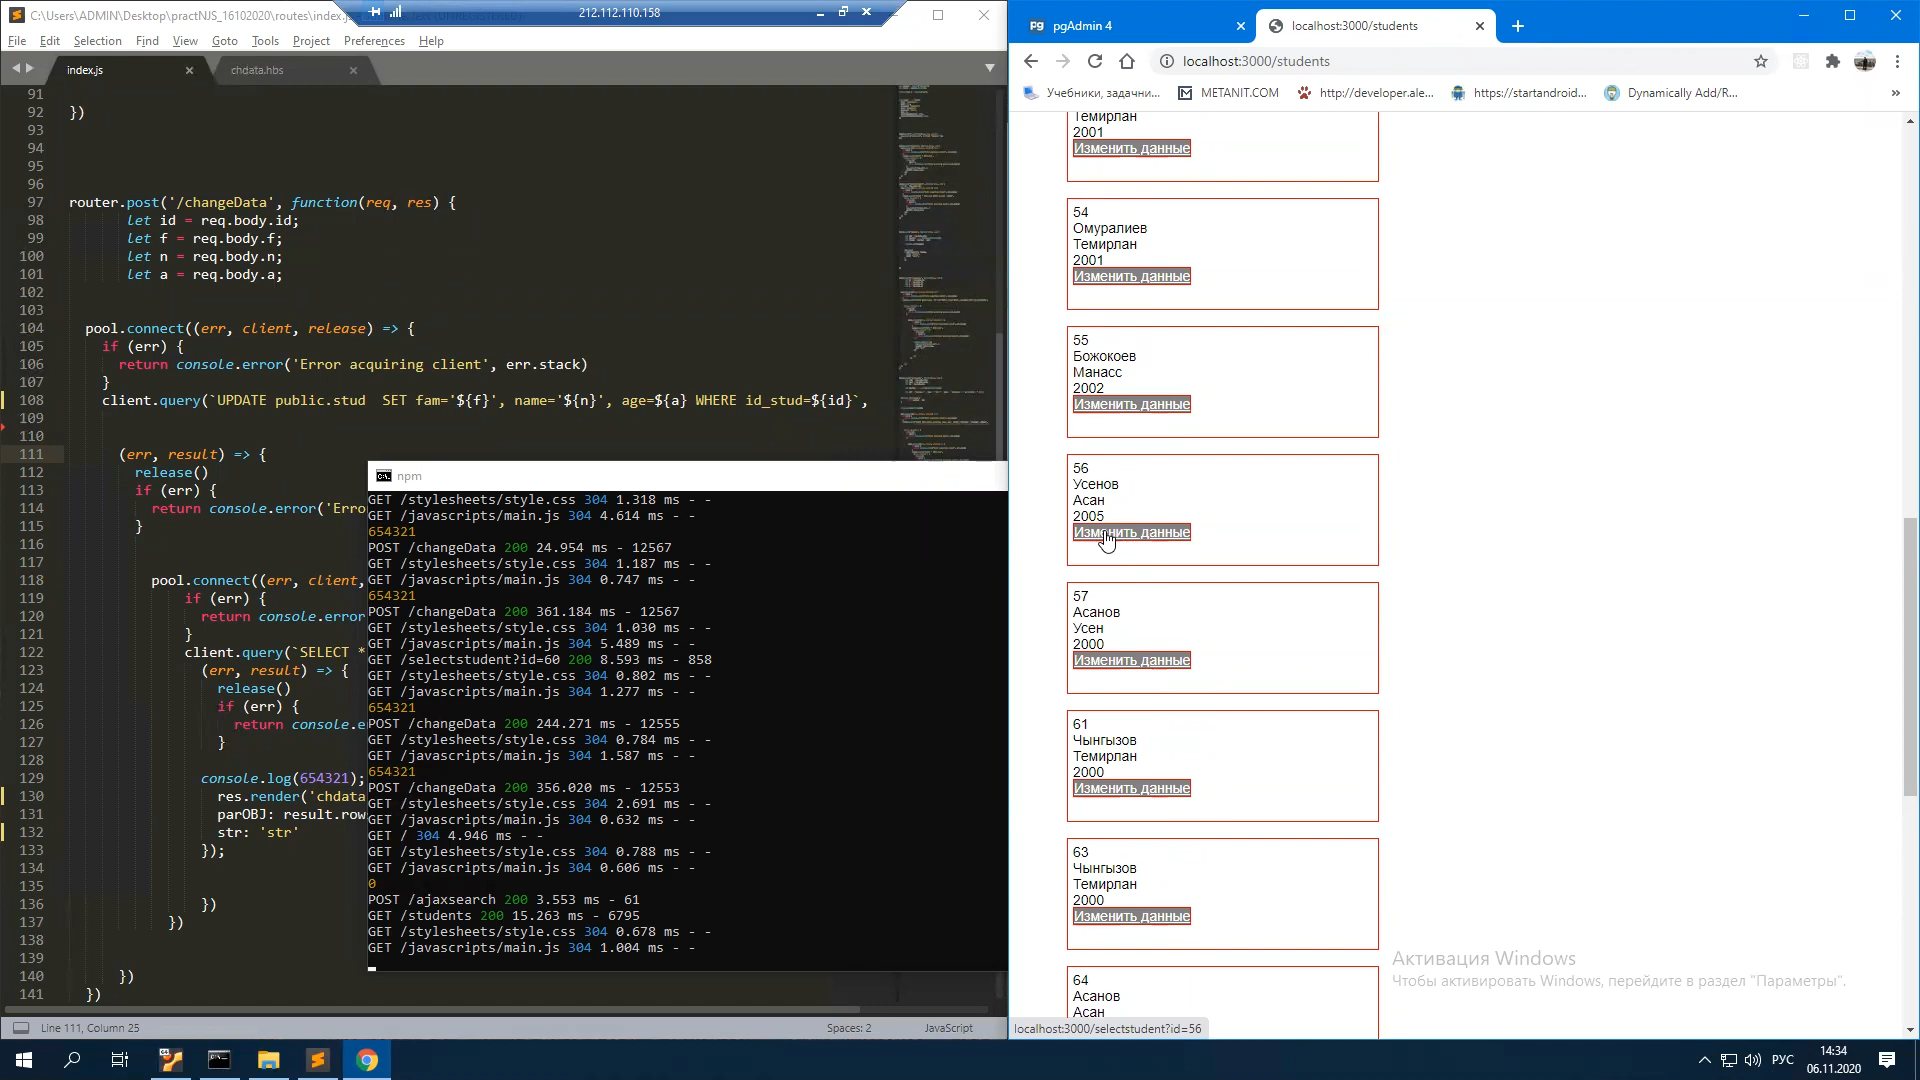 C:\Users\ADMIN\Desktop\practNJS_16102020\routes\index.js
212.112.110.158
File Edit Selection Find View Goto Tools Project Preferences Help
index.js
chdata.hbs
91
92 })
93
94
95
96
97 router.post('/changeData', function(req, res) {
98 let id = req.body.id;
99 let f = req.body.f;
100 let n = req.body.n;
101 let a = req.body.a;
102
103
104 pool.connect((err, client, release) => {
105 if (err) {
106 return console.error('Error acquiring client', err.stack)
107 }
108 client.query(`UPDATE public.stud SET fam='${f}', name='${n}', age=${a} WHERE id_stud=${id}`,
109
110
111 (err, result) => {
112 release()
113 if (err) {
114 return console.error('Erro
115 }
116
117
118 pool.connect((err, client,
119 if (err) {
120 return console.error
121 }
122 client.query(`SELECT *
123 (err, result) => {
124 release()
125 if (err) {
126 return console.e
127 }
128
129 console.log(654321);
130 res.render('chdata
131 parOBJ: result.row
132 str: 'str'
133 });
134
135
136 })
137 })
138
139
140 })
141 })
Line 111, Column 25
Spaces: 2
JavaScript
npm
GET /stylesheets/style.css 304 1.318 ms - -
GET /javascripts/main.js 304 4.614 ms - -
654321
POST /changeData 200 24.954 ms - 12567
GET /stylesheets/style.css 304 1.187 ms - -
GET /javascripts/main.js 304 0.747 ms - -
654321
POST /changeData 200 361.184 ms - 12567
GET /stylesheets/style.css 304 1.030 ms - -
GET /javascripts/main.js 304 5.489 ms - -
GET /selectstudent?id=60 200 8.593 ms - 858
GET /stylesheets/style.css 304 0.802 ms - -
GET /javascripts/main.js 304 1.277 ms - -
654321
POST /changeData 200 244.271 ms - 12555
GET /stylesheets/style.css 304 0.784 ms - -
GET /javascripts/main.js 304 1.587 ms - -
654321
POST /changeData 200 356.020 ms - 12553
GET /stylesheets/style.css 304 2.691 ms - -
GET /javascripts/main.js 304 0.632 ms - -
GET / 304 4.946 ms - -
GET /stylesheets/style.css 304 0.788 ms - -
GET /javascripts/main.js 304 0.606 ms - -
0
POST /ajaxsearch 200 3.553 ms - 61
GET /students 200 15.263 ms - 6795
GET /stylesheets/style.css 304 0.678 ms - -
GET /javascripts/main.js 304 1.004 ms - -
pgAdmin 4
localhost:3000/students
localhost:3000/students
Учебники, задачни...
METANIT.COM
http://developer.ale...
https://startandroid...
Dynamically Add/R...
»
Темирлан
2001
Изменить данные
54
Омуралиев
Темирлан
2001
Изменить данные
55
Божокоев
Манасс
2002
Изменить данные
56
Усенов
Асан
2005
Изменить данные
57
Асанов
Усен
2000
Изменить данные
61
Чынгызов
Темирлан
2000
Изменить данные
63
Чынгызов
Темирлан
2000
Изменить данные
64
Асанов
Асан
Активация Windows
Чтобы активировать Windows, перейдите в раздел "Параметры".
localhost:3000/selectstudent?id=56
РУС
14:34
06.11.2020